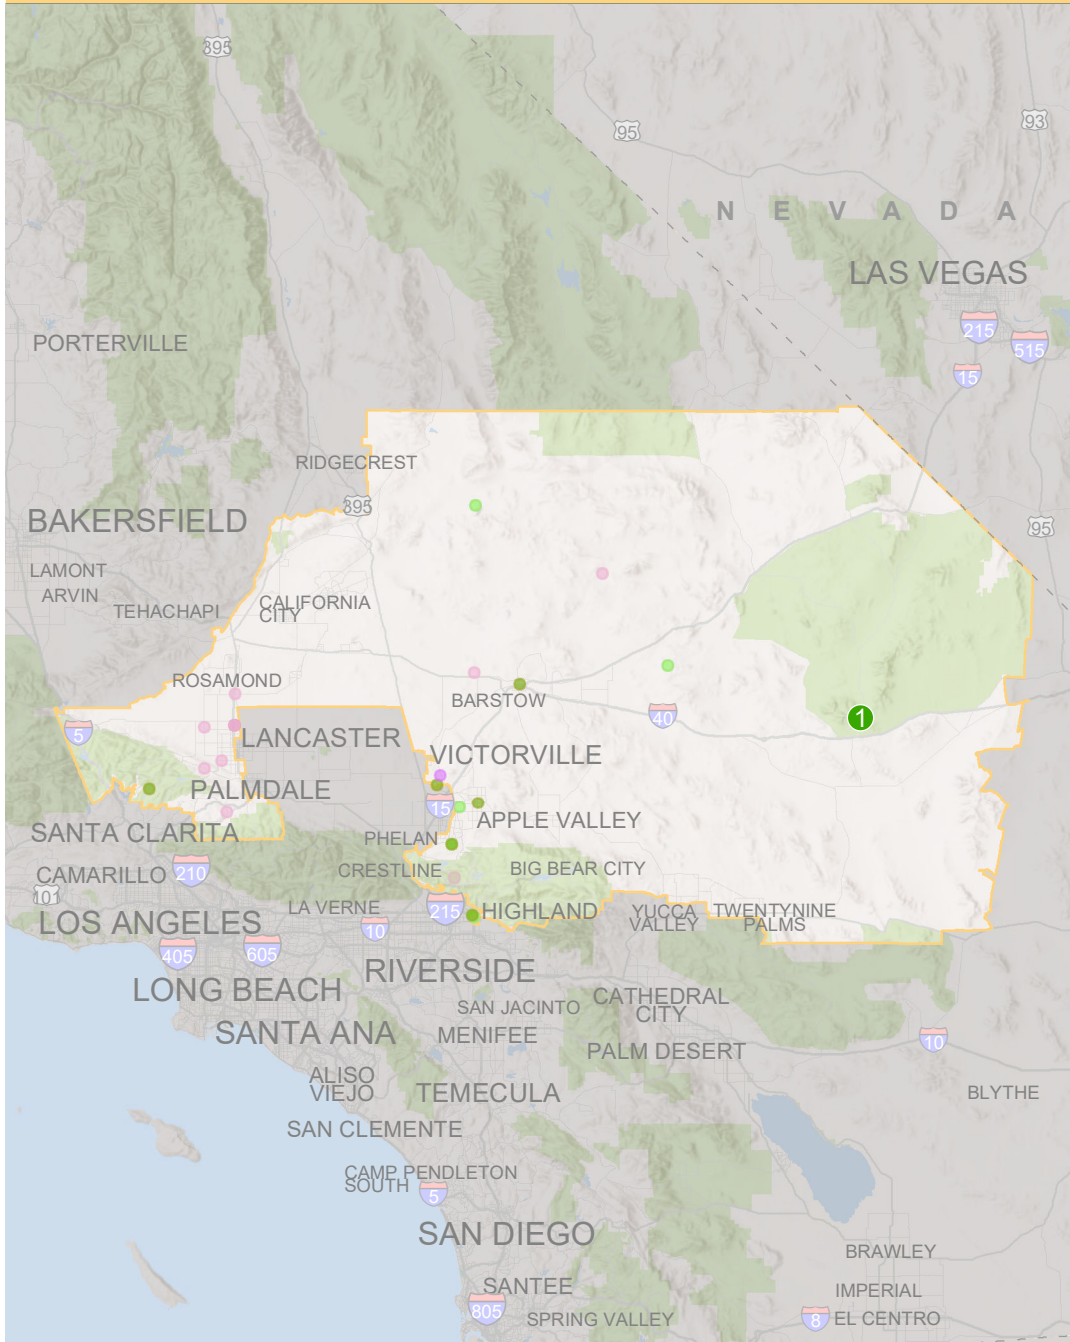 395
95
93
N E V A D A
LAS VEGAS
215
515
15
PORTERVILLE
RIDGECREST
395
BAKERSFIELD
95
LAMONT
ARVIN
TEHACHAPI
CALIFORNIA
CITY
ROSAMOND
BARSTOW
40
1
5
LANCASTER
VICTORVILLE
PALMDALE
15
APPLE VALLEY
SANTA CLARITA
PHELAN
CRESTLINE
BIG BEAR CITY
CAMARILLO
210
101
LA VERNE
215
HIGHLAND
YUCCA
VALLEY
TWENTYNINE
PALMS
LOS ANGELES
10
405
605
RIVERSIDE
LONG BEACH
SAN JACINTO
CATHEDRAL
CITY
SANTA ANA
MENIFEE
10
PALM DESERT
ALISO
VIEJO
TEMECULA
BLYTHE
SAN CLEMENTE
CAMP PENDLETON
SOUTH
5
SAN DIEGO
BRAWLEY
SANTEE
IMPERIAL
805
SPRING VALLEY
8
EL CENTRO